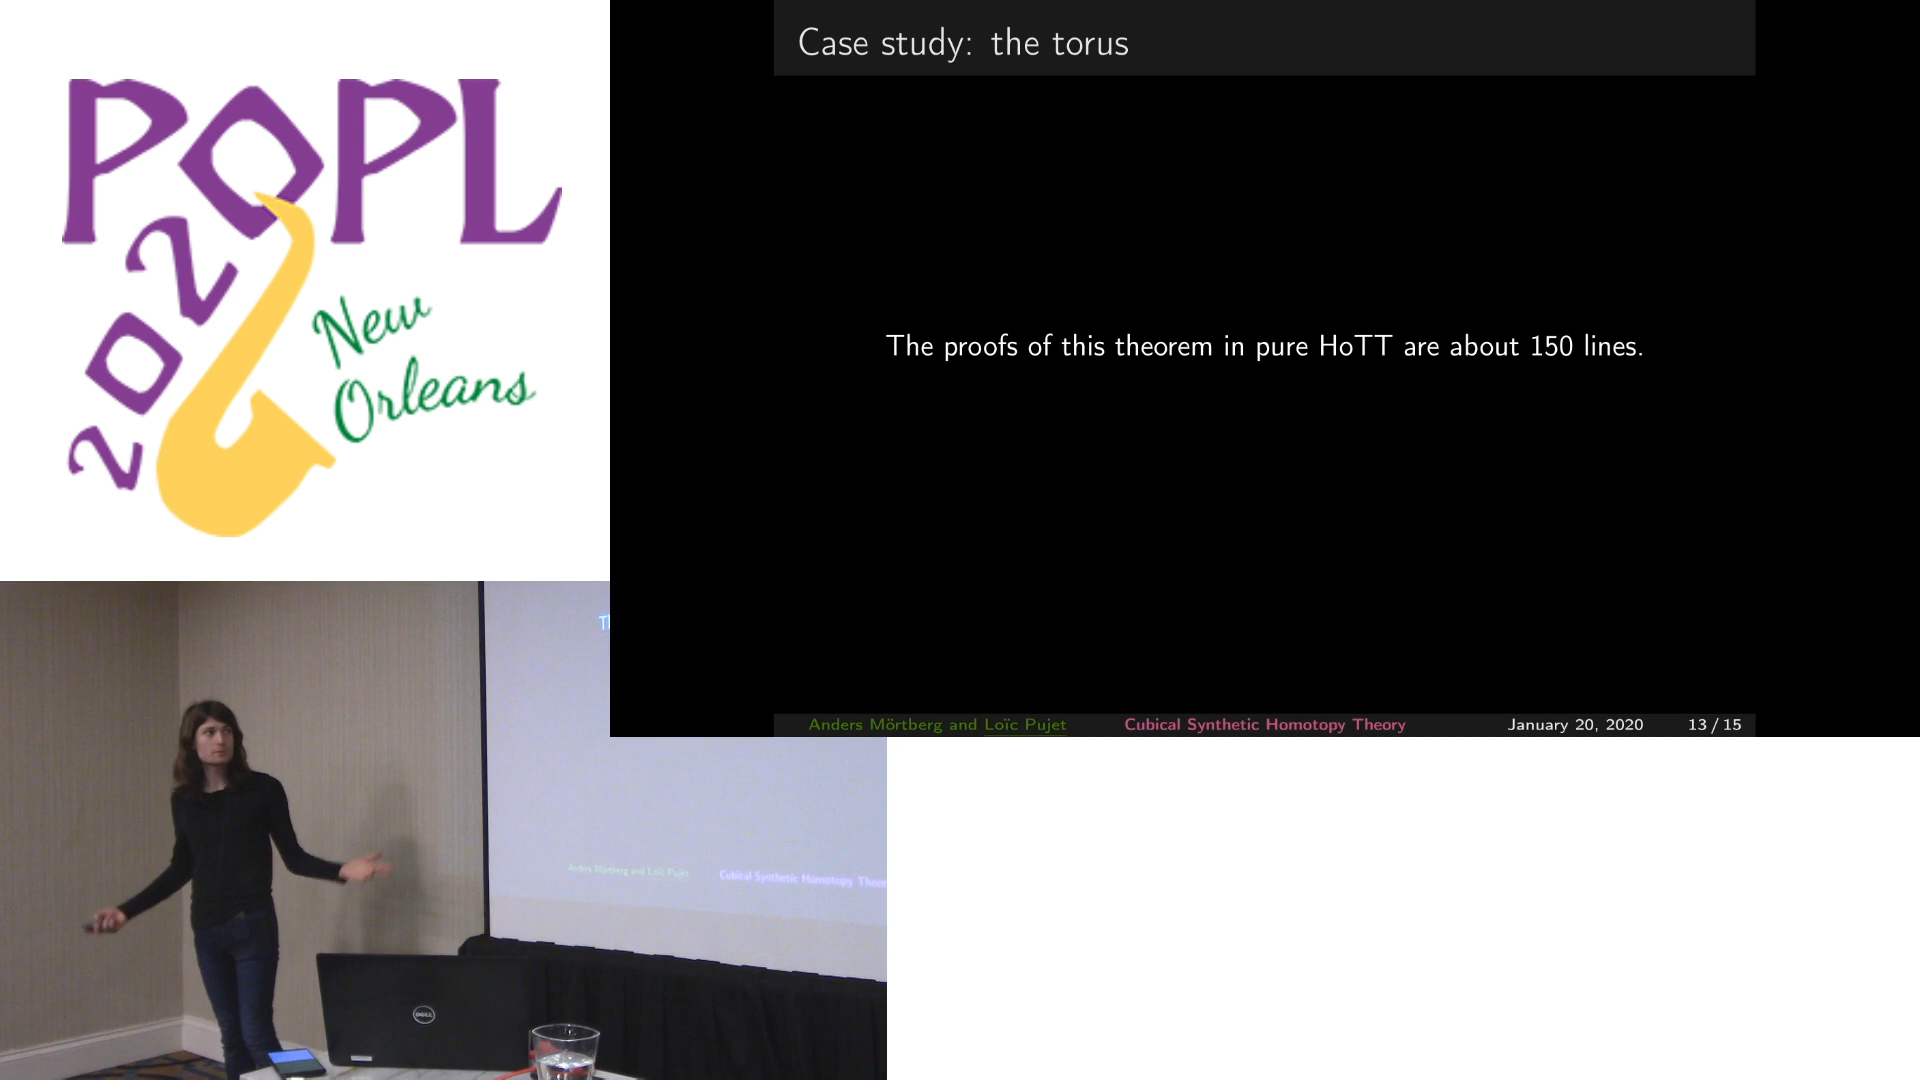 POPL
2020
New
Orleans
Case study: the torus
The proofs of this theorem in pure HoTT are about 150 lines.
Anders Mörtberg and Loïc Pujet Cubical Synthetic Homotopy Theory January 20, 2020 13 / 15
Anders Mörtberg and Loïc Pujet Cubical Synthetic Homotopy
DELL